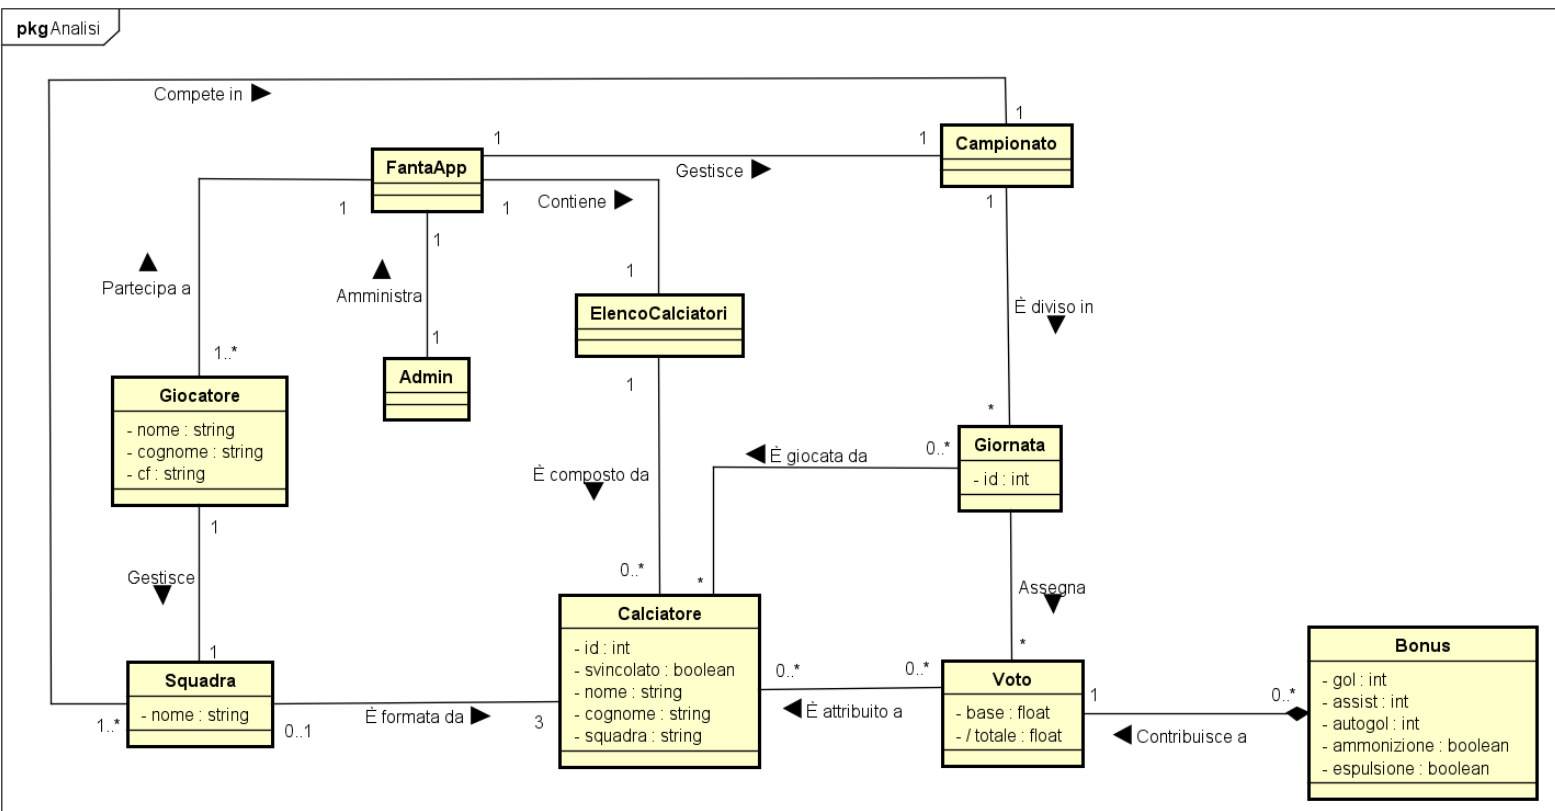 pkg Analisi
Compete in
1
1
1
Campionato
FantaApp
Gestisce
1
1
Contiene
1
1
Partecipa a
Amministra
1
1
ElencoCalciatori
È diviso in
1..*
1
Giocatore
- nome : string
- cognome : string
- cf : string
Admin
*
0..*
Giornata
- id : int
È giocata da
È composto da
1
Gestisce
1
0..*
*
Assegna
*
Calciatore
- id : int
- svincolato : boolean
- nome : string
- cognome : string
- squadra : string
Squadra
- nome : string
1..*
0..1
È formata da
3
0..*
0..*
È attribuito a
Voto
- base : float
- / totale : float
1
0..*
Contribuisce a
Bonus
- gol : int
- assist : int
- autogol : int
- ammonizione : boolean
- espulsione : boolean